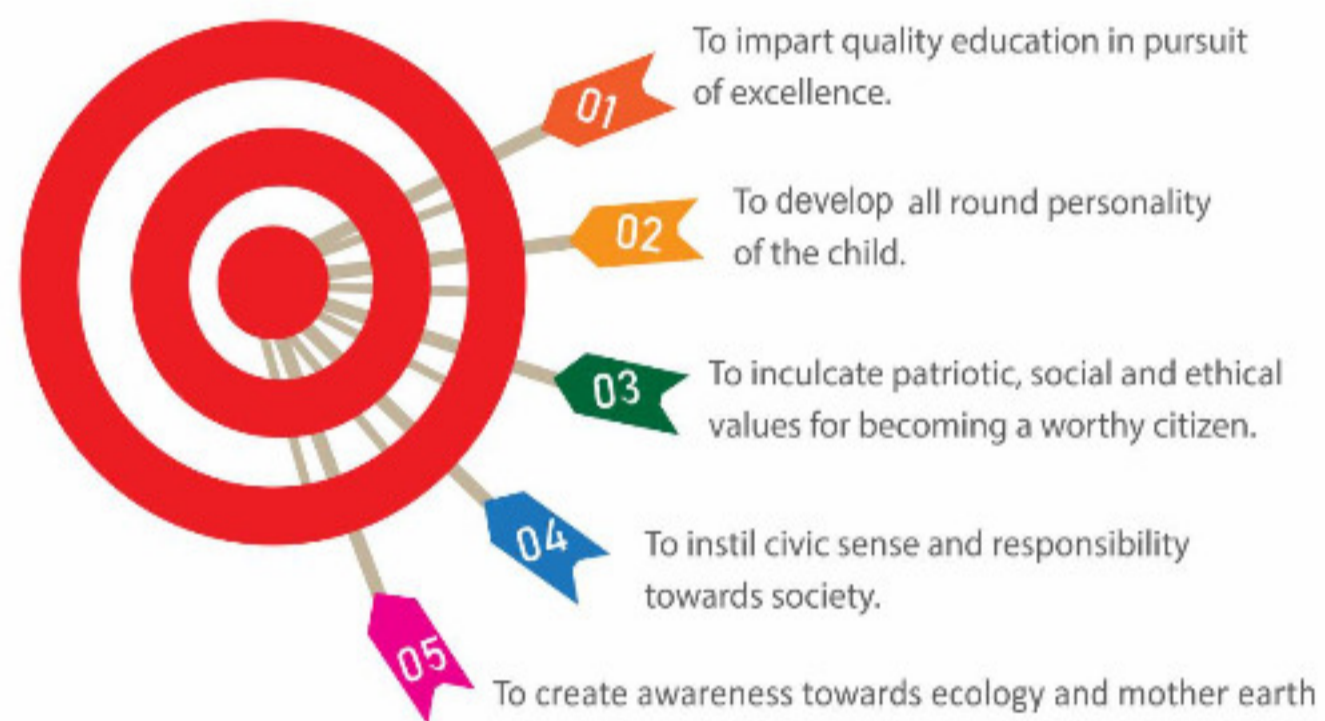 01
To impart quality education in pursuit
of excellence.
02
To develop all round personality
of the child.
03
To inculcate patriotic, social and ethical
values for becoming a worthy citizen.
04
To instil civic sense and responsibility
towards society.
05
To create awareness towards ecology and mother earth